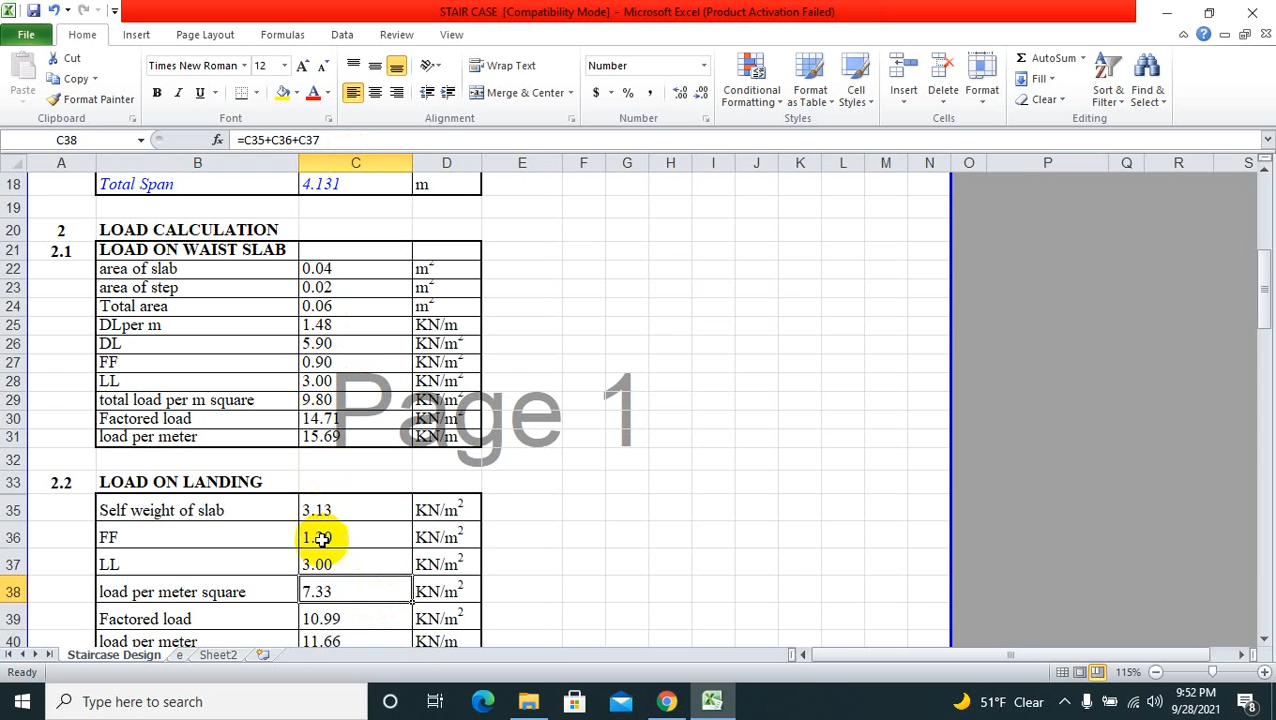 STAIR CASE [Compatibility Mode] - Microsoft Excel (Product Activation Failed)
File Home Insert Page Layout Formulas Data Review View
Cut
Copy
Format Painter
Paste
Clipboard
Times New Roman 12
B I U
Font
Wrap Text
Merge & Center
Alignment
Number
$ % ,
Number
Conditional Formatting
Format as Table
Cell Styles
Styles
Insert Delete Format
Cells
AutoSum
Fill
Clear
Sort & Filter
Find & Select
Editing
C38 fx =C35+C36+C37
A B C D E F G H I J K L M N O P Q R S
18 Total Span 4.131 m
19
20 2 LOAD CALCULATION
21 2.1 LOAD ON WAIST SLAB
22 area of slab 0.04 m²
23 area of step 0.02 m²
24 Total area 0.06 m²
25 DLper m 1.48 KN/m
26 DL 5.90 KN/m²
27 FF 0.90 KN/m²
28 LL 3.00 KN/m²
29 total load per m square 9.80 KN/m²
30 Factored load 14.71 KN/m²
31 load per meter 15.69 KN/m
Page 1
32
33 2.2 LOAD ON LANDING
35 Self weight of slab 3.13 KN/m²
36 FF KN/m²
37 LL 3.00 KN/m²
38 load per meter square 7.33 KN/m²
39 Factored load 10.99 KN/m²
40 load per meter 11.66 KN/m
Staircase Design e Sheet2
Ready 115%
Type here to search
51°F Clear
9:52 PM
9/28/2021
8